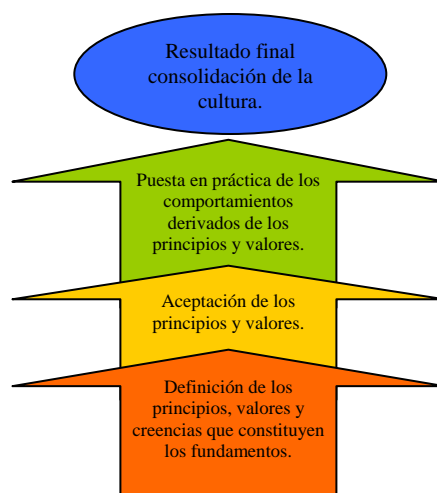 Resultado final
consolidación de la
cultura.
Puesta en práctica de los
comportamientos
derivados de los
principios y valores.
Aceptación de los
principios y valores.
Definición de los
principios, valores y
creencias que constituyen
los fundamentos.